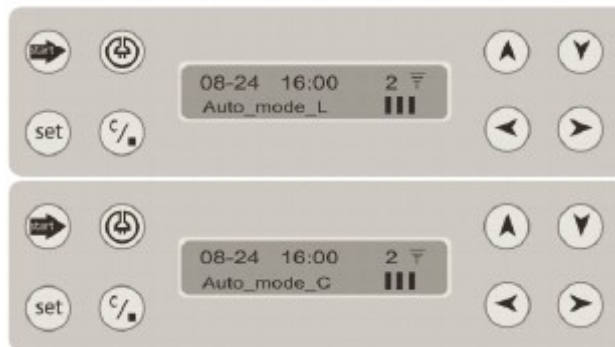 start
08-24 16:00 2
Auto_mode_L
set C/■
start
08-24 16:00 2
Auto_mode_C
set C/■